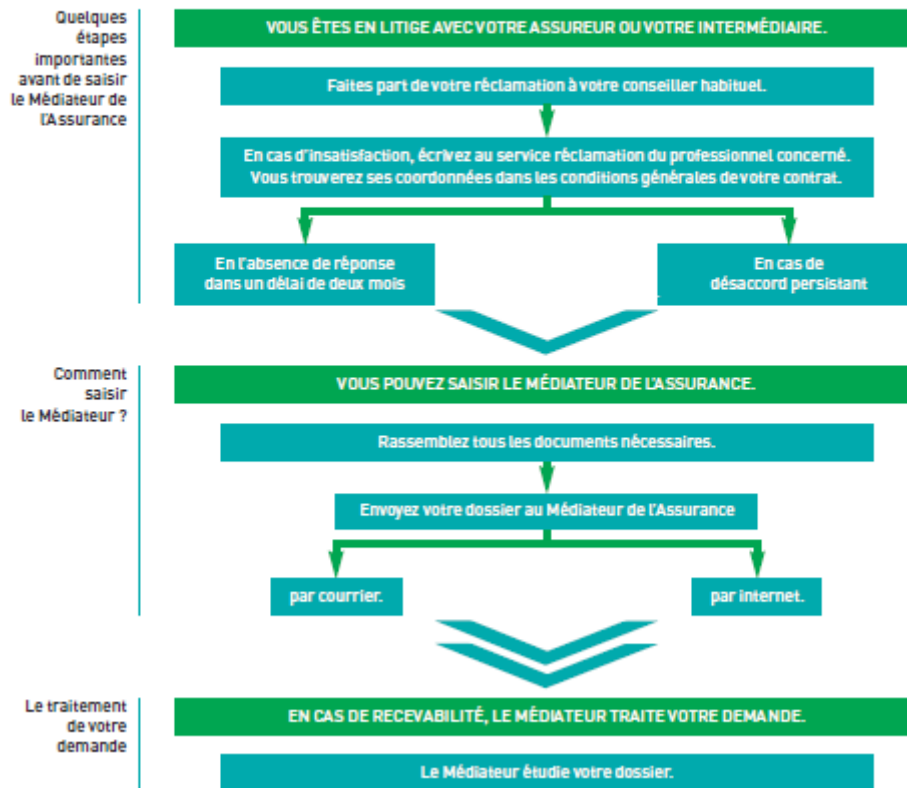 Quelques
étapes
importantes
avant de saisir
le Médiateur de
l'Assurance
VOUS ÊTES EN LITIGE AVEC VOTRE ASSUREUR OU VOTRE INTERMÉDIAIRE.
Faites part de votre réclamation à votre conseiller habituel.
En cas d'insatisfaction, écrivez au service réclamation du professionnel concerné.
Vous trouverez ses coordonnées dans les conditions générales de votre contrat.
En l'absence de réponse
dans un délai de deux mois
En cas de
désaccord persistant
Comment
saisir
le Médiateur ?
VOUS POUVEZ SAISIR LE MÉDIATEUR DE L'ASSURANCE.
Rassemblez tous les documents nécessaires.
Envoyez votre dossier au Médiateur de l'Assurance
par courrier.
par internet.
Le traitement
de votre
demande
EN CAS DE RECEVABILITÉ, LE MÉDIATEUR TRAITE VOTRE DEMANDE.
Le Médiateur étudie votre dossier.